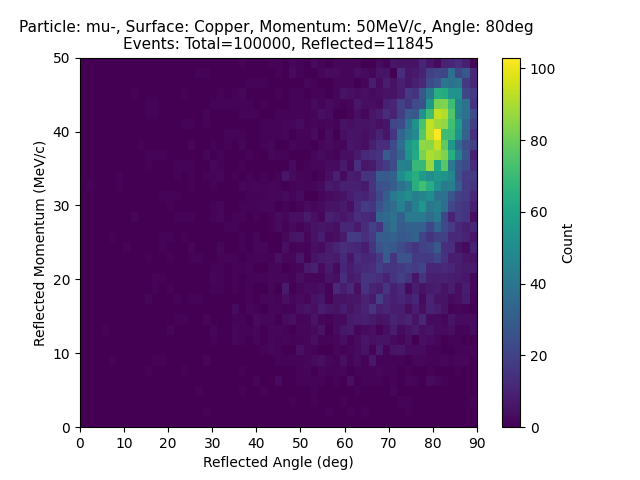 Particle: mu-, Surface: Copper, Momentum: 50MeV/c, Angle: 80deg
Events: Total=100000, Reflected=11845
50
40
30
20
10
0
Reflected Momentum (MeV/c)
0 10 20 30 40 50 60 70 80 90
Reflected Angle (deg)
100
80
60
40
20
0
Count